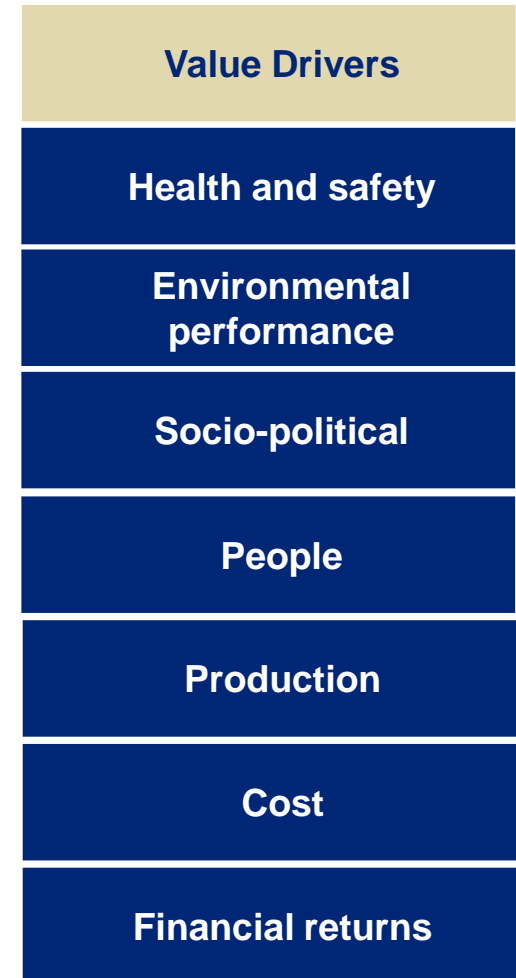 Value Drivers
Health and safety
Environmental
performance
Socio-political
People
Production
Cost
Financial returns